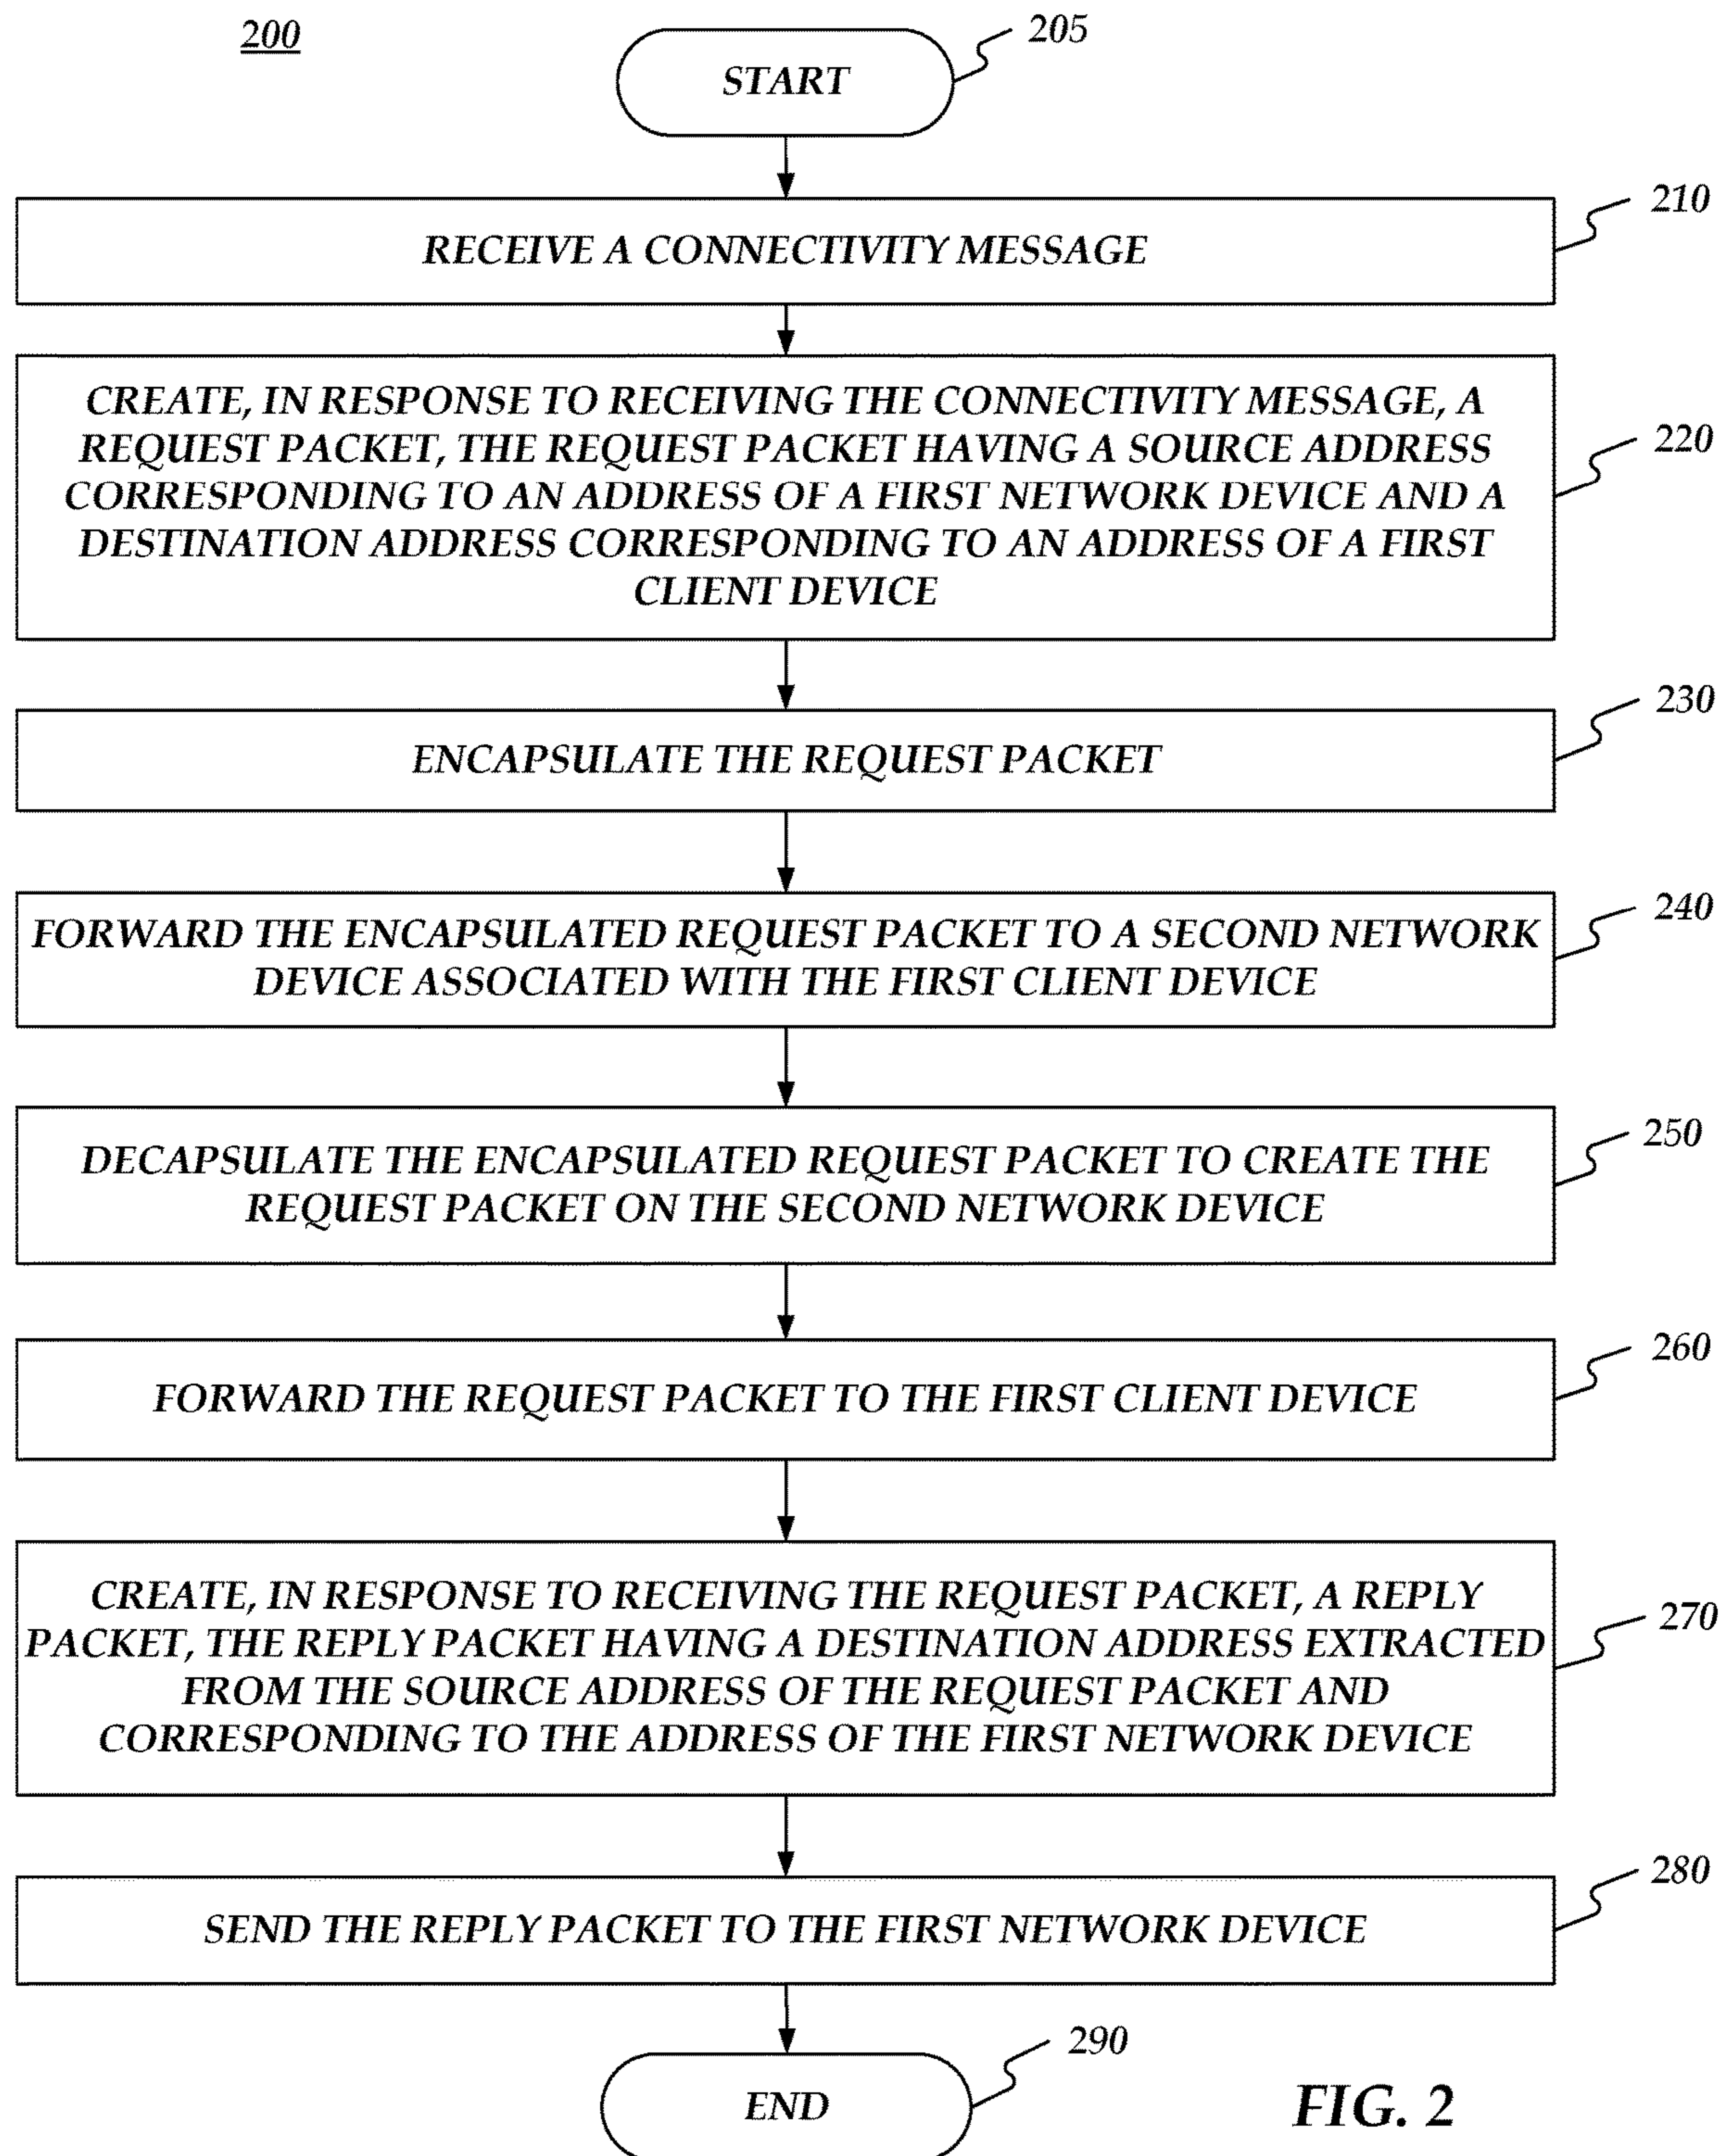 200
205
START
210
RECEIVE A CONNECTIVITY MESSAGE
CREATE, IN RESPONSE TO RECEIVING THE CONNECTIVITY MESSAGE, A
REQUEST PACKET, THE REQUEST PACKET HAVING A SOURCE ADDRESS
CORRESPONDING TO AN ADDRESS OF A FIRST NETWORK DEVICE AND A
DESTINATION ADDRESS CORRESPONDING TO AN ADDRESS OF A FIRST
CLIENT DEVICE
220
230
ENCAPSULATE THE REQUEST PACKET
240
FORWARD THE ENCAPSULATED REQUEST PACKET TO A SECOND NETWORK
DEVICE ASSOCIATED WITH THE FIRST CLIENT DEVICE
250
DECAPSULATE THE ENCAPSULATED REQUEST PACKET TO CREATE THE
REQUEST PACKET ON THE SECOND NETWORK DEVICE
260
FORWARD THE REQUEST PACKET TO THE FIRST CLIENT DEVICE
CREATE, IN RESPONSE TO RECEIVING THE REQUEST PACKET, A REPLY
PACKET, THE REPLY PACKET HAVING A DESTINATION ADDRESS EXTRACTED
FROM THE SOURCE ADDRESS OF THE REQUEST PACKET AND
CORRESPONDING TO THE ADDRESS OF THE FIRST NETWORK DEVICE
270
280
SEND THE REPLY PACKET TO THE FIRST NETWORK DEVICE
290
END
FIG. 2